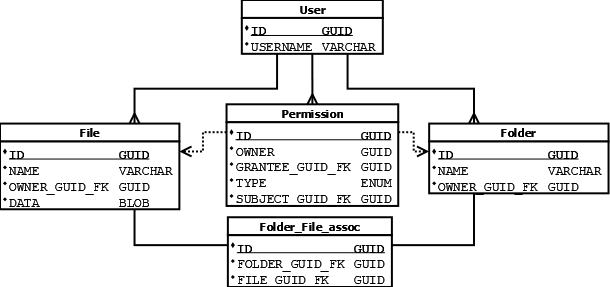 User
ID GUID
USERNAME VARCHAR
File
ID GUID
NAME VARCHAR
OWNER_GUID_FK GUID
DATA BLOB
Permission
ID GUID
OWNER GUID
GRANTEE_GUID_FK GUID
TYPE ENUM
SUBJECT_GUID_FK GUID
Folder
ID GUID
NAME VARCHAR
OWNER_GUID_FK GUID
Folder_File_assoc
ID GUID
FOLDER_GUID_FK GUID
FILE_GUID_FK GUID